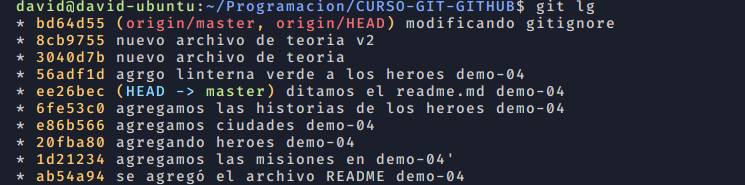 david@david-ubuntu:~/Programacion/CURSO-GIT-GITHUB$ git lg
* bd64d55 (origin/master, origin/HEAD) modificando gitignore
* 8cb9755 nuevo archivo de teoria v2
* 3040d7b nuevo archivo de teoria
* 56adf1d agrgo linterna verde a los heroes demo-04
* ee26bec (HEAD -> master) ditamos el readme.md demo-04
* 6fe53c0 agregamos las historias de los heroes demo-04
* e86b566 agregamos ciudades demo-04
* 20fba80 agregando heroes demo-04
* 1d21234 agregamos las misiones en demo-04'
* ab54a94 se agregó el archivo README demo-04